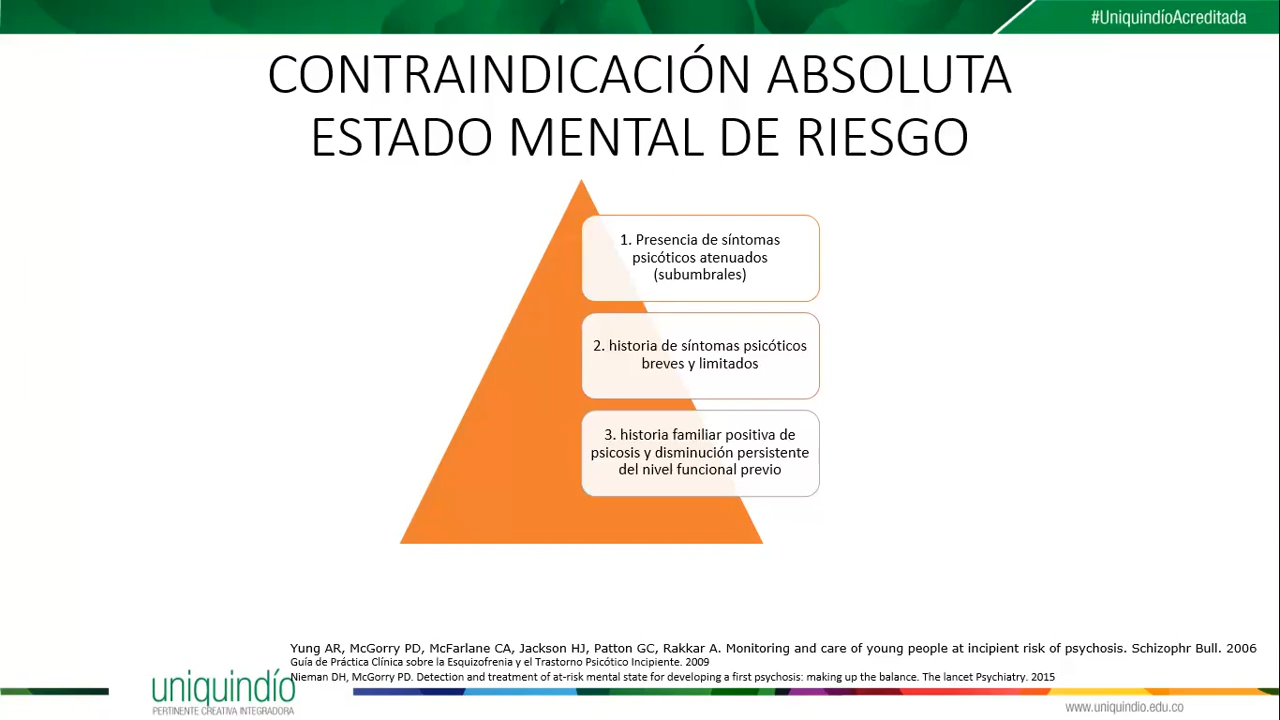 #UniquindíoAcreditada
CONTRAINDICACIÓN ABSOLUTA
ESTADO MENTAL DE RIESGO
1. Presencia de síntomas
psicóticos atenuados
(subumbrales)
2. historia de síntomas psicóticos
breves y limitados
3. historia familiar positiva de
psicosis y disminución persistente
del nivel funcional previo
Yung AR, McGorry PD, McFarlane CA, Jackson HJ, Patton GC, Rakkar A. Monitoring and care of young people at incipient risk of psychosis. Schizophr Bull. 2006
Guía de Práctica Clínica sobre la Esquizofrenia y el Trastorno Psicótico Incipiente. 2009
Nieman DH, McGorry PD. Detection and treatment of at-risk mental state for developing a first psychosis: making up the balance. The lancet Psychiatry. 2015
uniquindío
PERTINENTE CREATIVA INTEGRADORA
www.uniquindio.edu.co